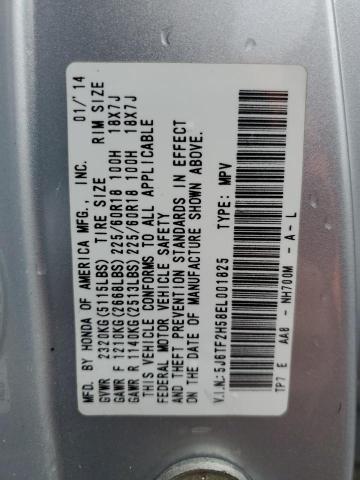 MFD. BY HONDA OF AMERICA MFG., INC. 01/'14
GVWR 2320KG(5115LBS) TIRE SIZE RIM SIZE
GAWR F 1210KG(2668LBS) 225/60R18 100H 18X7J
GAWR R 1140KG(2513LBS) 225/60R18 100H 18X7J
THIS VEHICLE CONFORMS TO ALL APPLICABLE
FEDERAL MOTOR VEHICLE SAFETY
AND THEFT PREVENTION STANDARDS IN EFFECT
ON THE DATE OF MANUFACTURE SHOWN ABOVE.
V.I.N.:5J6TF2H58EL001825 TYPE: MPV
TP7 E AA8 - NH700M - A - L